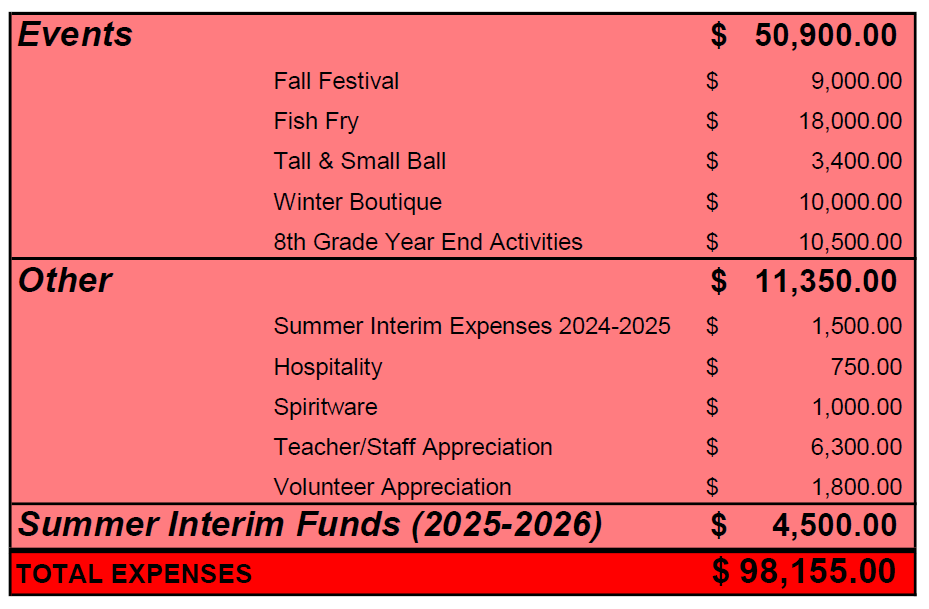 Events $ 50,900.00
Fall Festival $ 9,000.00
Fish Fry $ 18,000.00
Tall & Small Ball $ 3,400.00
Winter Boutique $ 10,000.00
8th Grade Year End Activities $ 10,500.00
Other $ 11,350.00
Summer Interim Expenses 2024-2025 $ 1,500.00
Hospitality $ 750.00
Spiritware $ 1,000.00
Teacher/Staff Appreciation $ 6,300.00
Volunteer Appreciation $ 1,800.00
Summer Interim Funds (2025-2026) $ 4,500.00
TOTAL EXPENSES $ 98,155.00